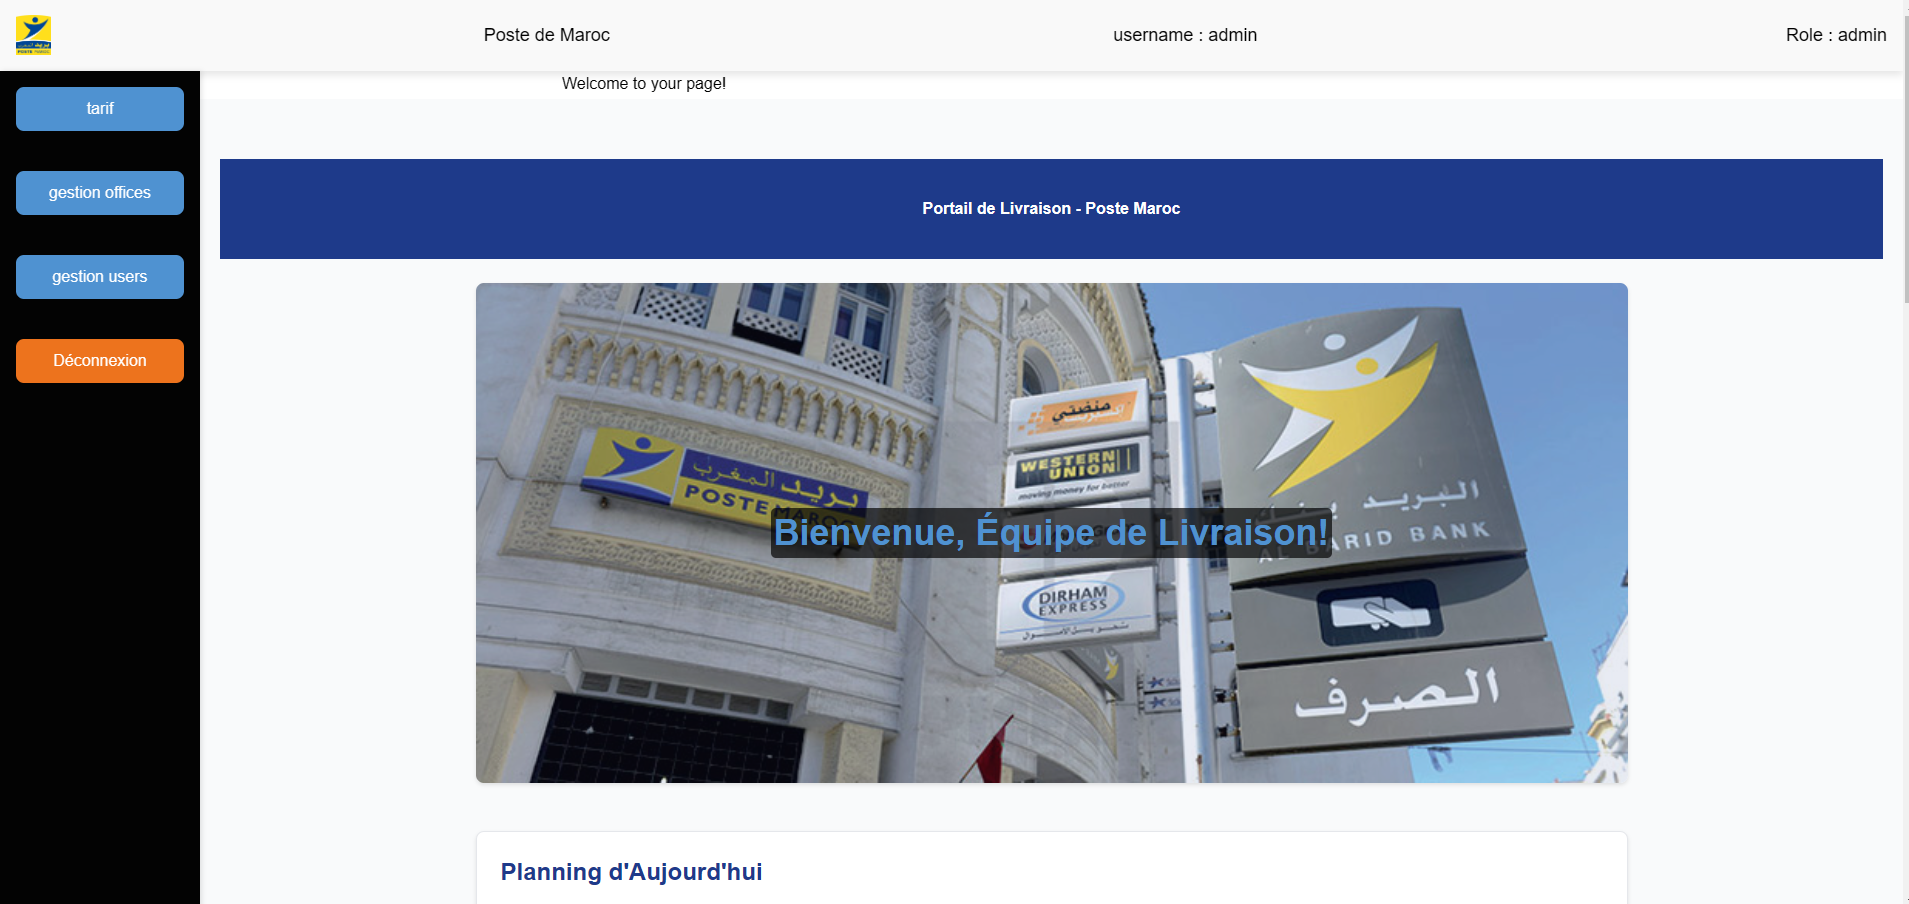 Poste de Maroc
username : admin
Role : admin
tarif
gestion offices
gestion users
Déconnexion
Welcome to your page!
Portail de Livraison - Poste Maroc
منضتي
WESTERN
UNION
moving money for better
بريد المغرب
POSTE MAROC
Bienvenue, Équipe de Livraison!
البريد بنك
AL BARID BANK
DIRHAM
EXPRESS
الصرف
Planning d'Aujourd'hui